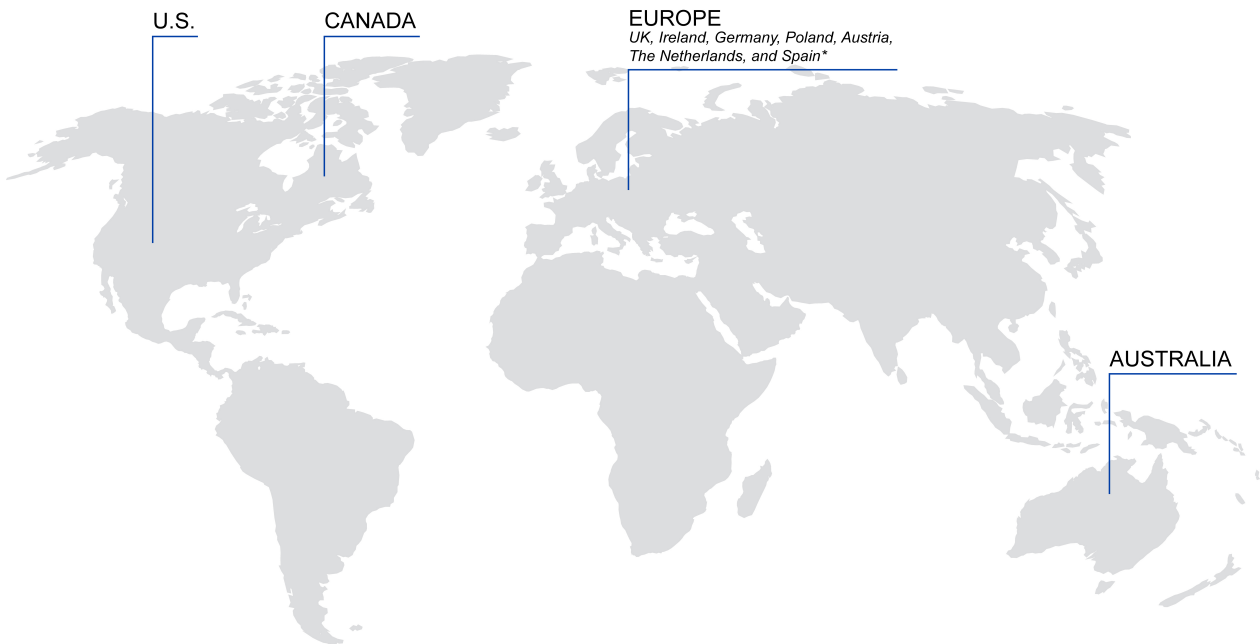 U.S.
CANADA
EUROPE
UK, Ireland, Germany, Poland, Austria,
The Netherlands, and Spain*
AUSTRALIA